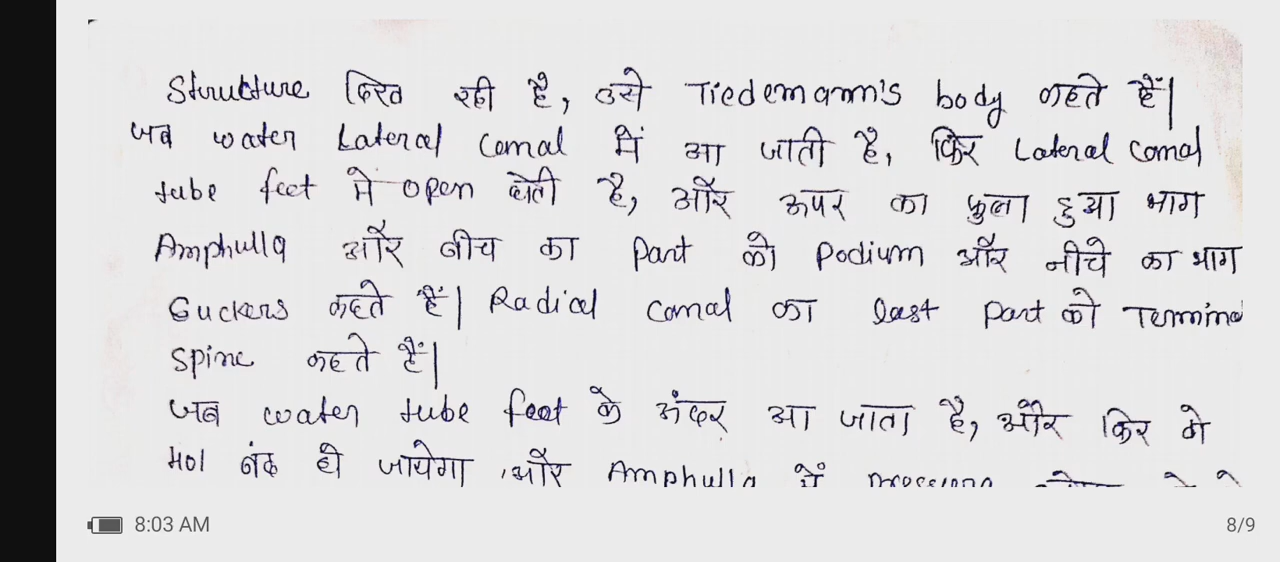 Structure दिख रही है, उसे Tiedemann's body कहते हैं|
जब water Lateral Canal में आ जाती है, फिर Lateral Canal
tube feet में open होती है, और ऊपर का फुला हुआ भाग
Amphulla और नीच का Part को Podium और नीचे का भाग
Suckers कहते हैं| Radial Canal का last Part को Termina
Spine कहते हैं|
जब water tube feet के अंदर आ जाता है, और फिर ये
Hol बंद हो जायेगा, और Amphulla में
8:03 AM
8/9